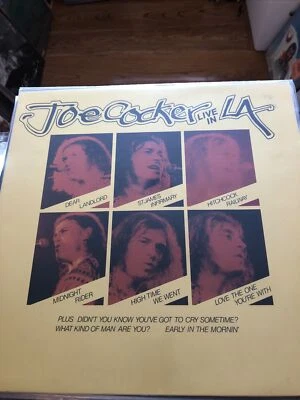 Joe Cocker LIVE IN LA
DEAR
LANDLORD
ST. JAMES
INFIRMARY
HITCHCOCK
RAILWAY
MIDNIGHT
RIDER
HIGH TIME
WE WENT
LOVE THE ONE
YOU'RE WITH
PLUS DIDN'T YOU KNOW YOU'VE GOT TO CRY SOMETIME?
WHAT KIND OF MAN ARE YOU? EARLY IN THE MORNIN'